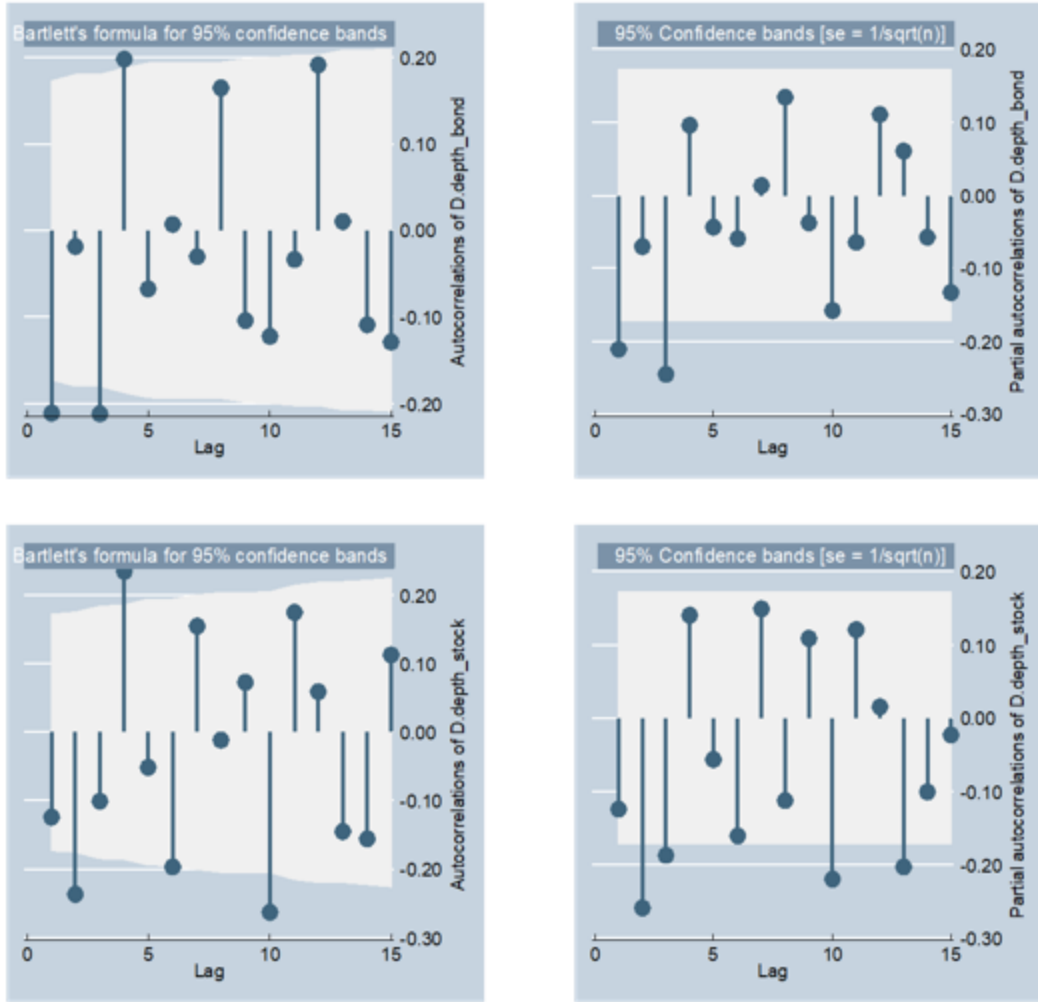 Bartlett's formula for 95% confidence bands
0.20
0.10
0.00
-0.10
-0.20
Autocorrelations of D.depth_bond
0 5 10 15
Lag
95% Confidence bands [se = 1/sqrt(n)]
0.20
0.10
0.00
-0.10
-0.20
-0.30
Partial autocorrelations of D.depth_bond
0 5 10 15
Lag
Bartlett's formula for 95% confidence bands
0.20
0.10
0.00
-0.10
-0.20
-0.30
Autocorrelations of D.depth_stock
0 5 10 15
Lag
95% Confidence bands [se = 1/sqrt(n)]
0.20
0.10
0.00
-0.10
-0.20
-0.30
Partial autocorrelations of D.depth_stock
0 5 10 15
Lag